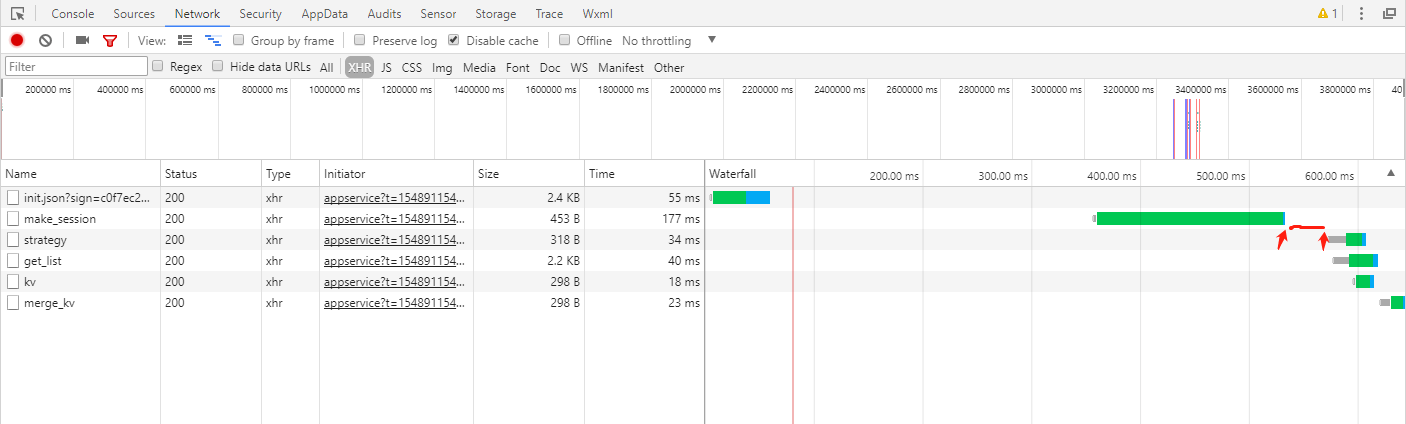 Console Sources Network Security AppData Audits Sensor Storage Trace Wxml 1
View: Group by frame Preserve log Disable cache Offline No throttling
Filter Regex Hide data URLs All XHR JS CSS Img Media Font Doc WS Manifest Other
200000 ms 400000 ms 600000 ms 800000 ms 1000000 ms 1200000 ms 1400000 ms 1600000 ms 1800000 ms 2000000 ms 2200000 ms 2400000 ms 2600000 ms 2800000 ms 3000000 ms 3200000 ms 3400000 ms 3600000 ms 3800000 ms 40
Name Status Type Initiator Size Time Waterfall 200.00 ms 300.00 ms 400.00 ms 500.00 ms 600.00 ms
init.json?sign=c0f7ec2... 200 xhr appservice?t=154891154... 2.4 KB 55 ms
make_session 200 xhr appservice?t=154891154... 453 B 177 ms
strategy 200 xhr appservice?t=154891154... 318 B 34 ms
get_list 200 xhr appservice?t=154891154... 2.2 KB 40 ms
kv 200 xhr appservice?t=154891154... 298 B 18 ms
merge_kv 200 xhr appservice?t=154891154... 298 B 23 ms